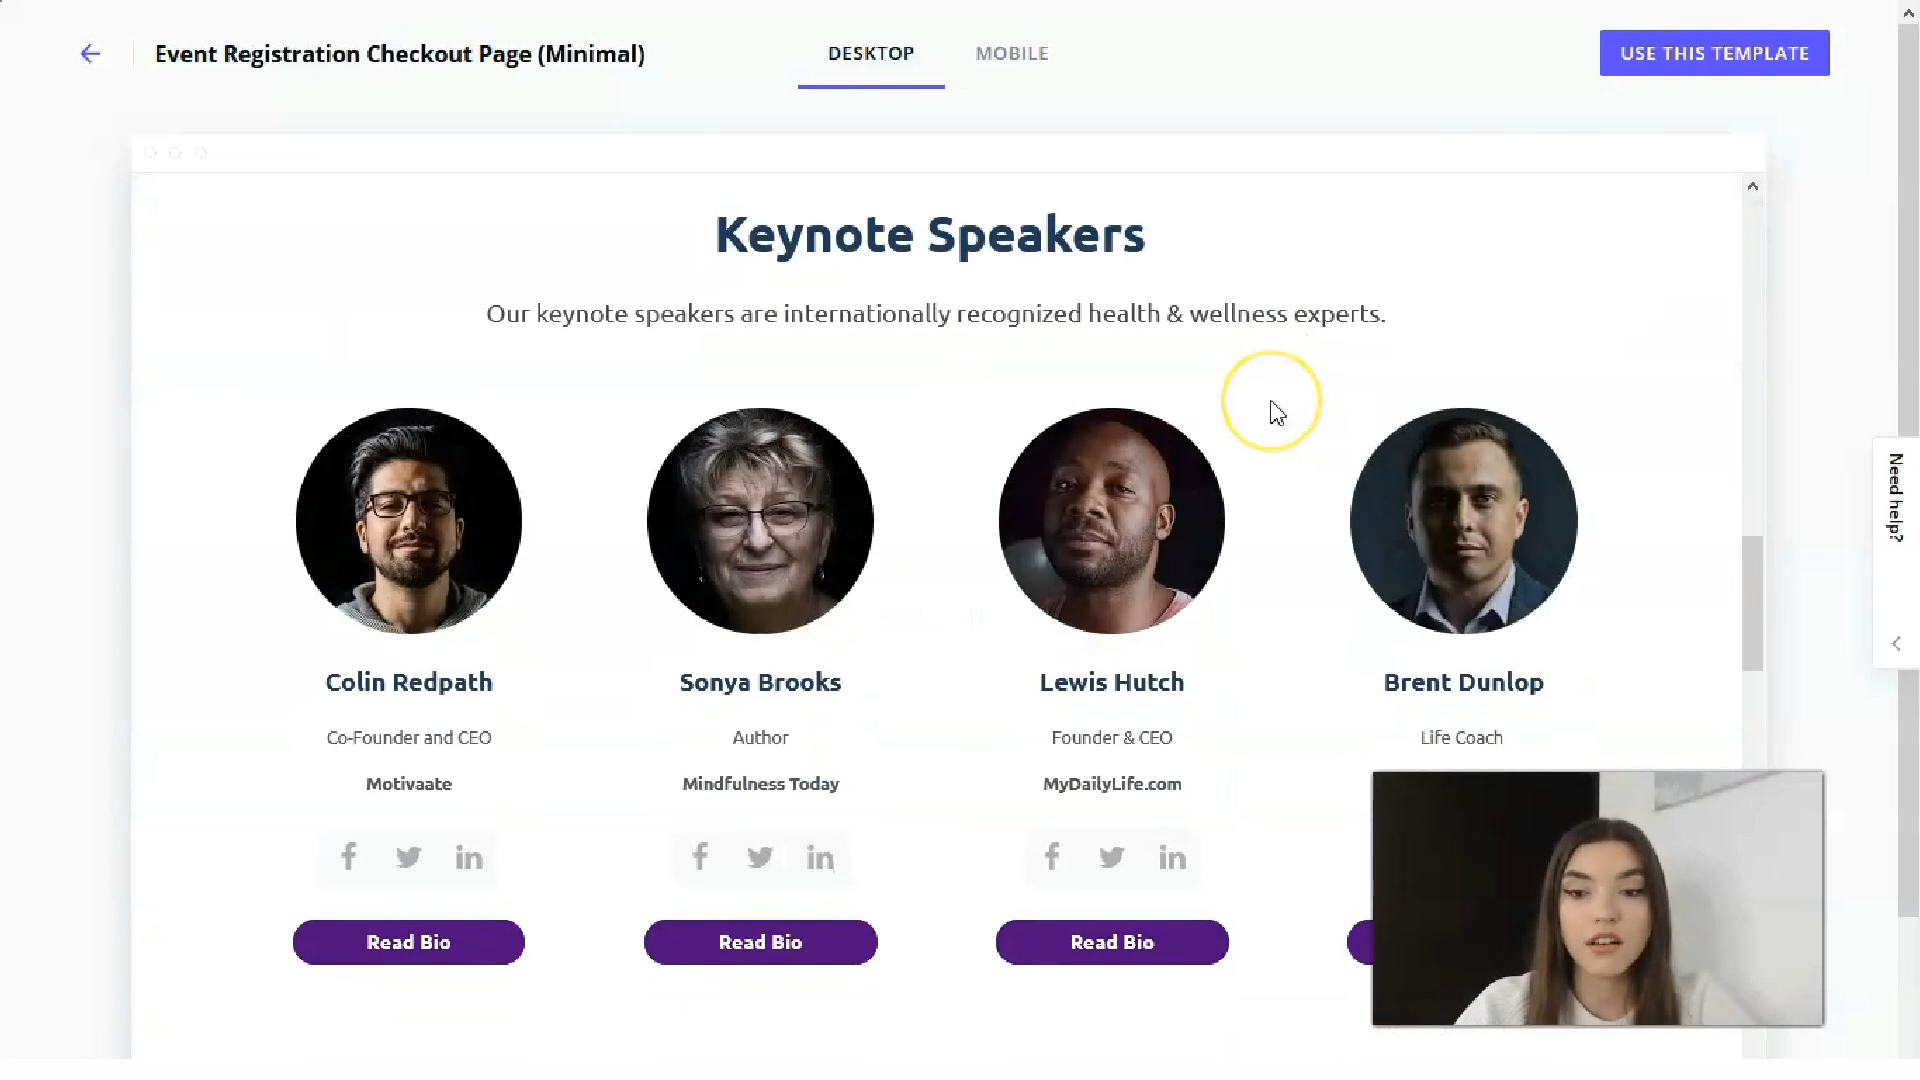 Event Registration Checkout Page (Minimal)
DESKTOP
MOBILE
USE THIS TEMPLATE
Keynote Speakers
Our keynote speakers are internationally recognized health & wellness experts.
Colin Redpath
Sonya Brooks
Lewis Hutch
Brent Dunlop
Co-Founder and CEO
Author
Founder & CEO
Life Coach
Motivaate
Mindfulness Today
MyDailyLife.com
Read Bio
Read Bio
Read Bio
Need help?